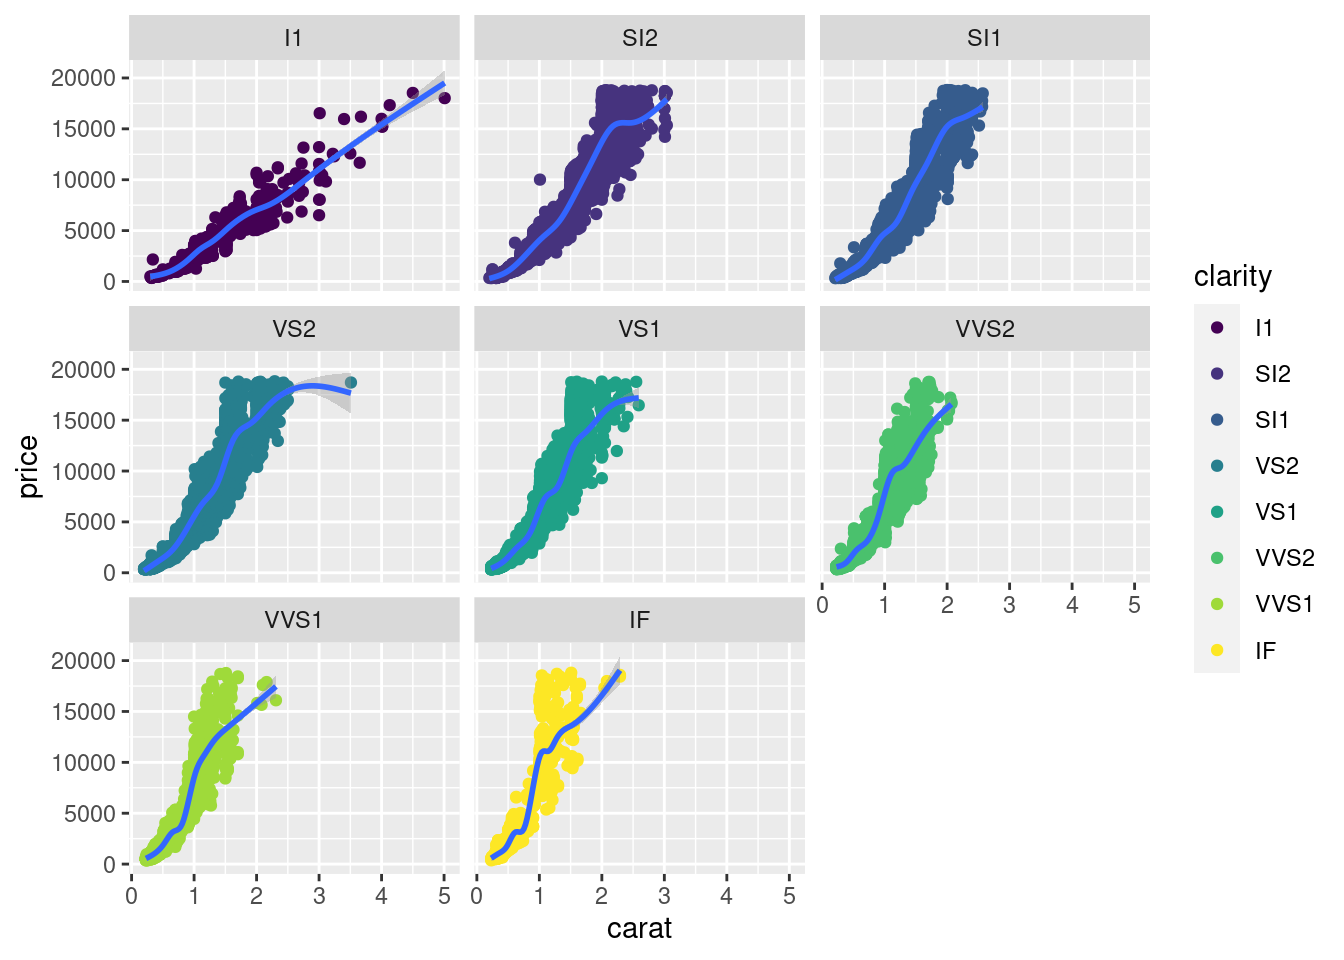 I1 SI2 SI1
20000
15000
10000
5000
0
VS2 VS1 VVS2
20000
15000
10000
5000
0
0 1 2 3 4 5
VVS1 IF
20000
15000
10000
5000
0
0 1 2 3 4 5 0 1 2 3 4 5
carat
price
clarity
I1
SI2
SI1
VS2
VS1
VVS2
VVS1
IF